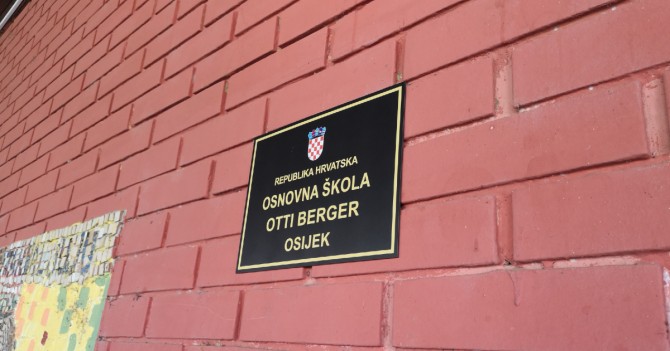 REPUBLIKA HRVATSKA
OSNOVNA ŠKOLA
OTTI BERGER
OSIJEK